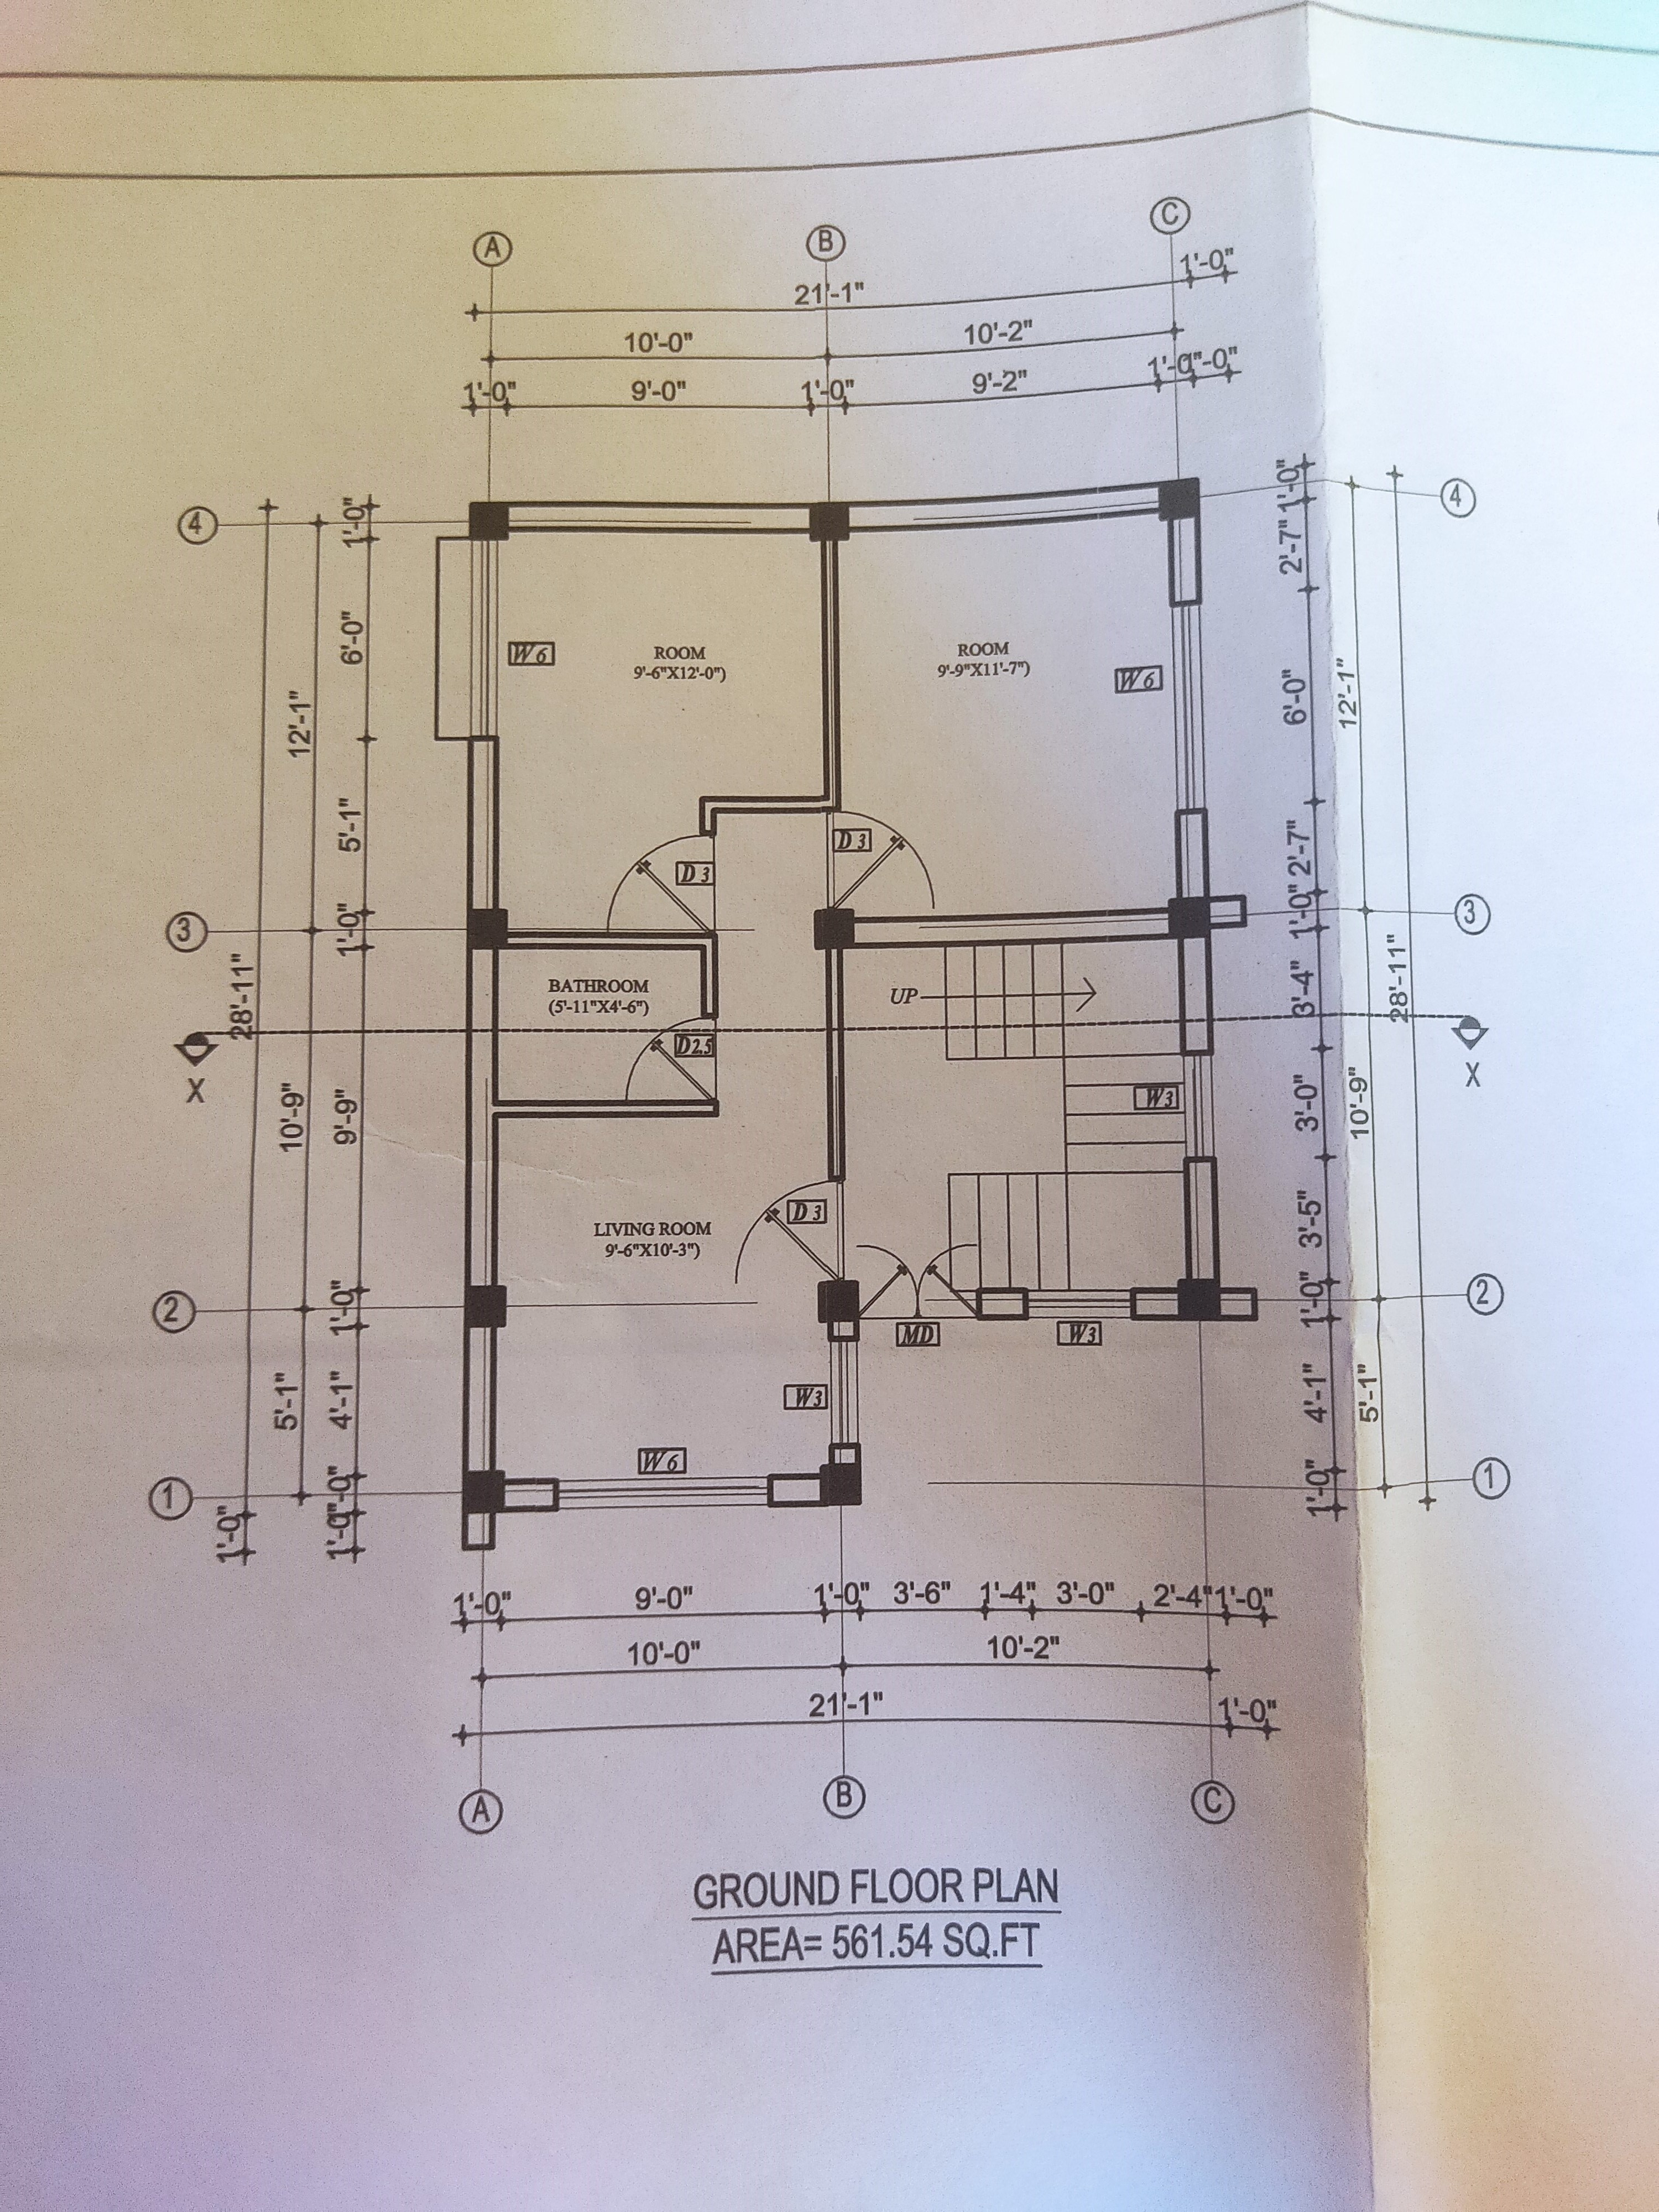 A
B
C
1'-0"
21'-1"
10'-0"
10'-2"
1'-0"
9'-0"
1'-0"
9'-2"
1'-0"
1'-0"
4
1'-0"
1'-0"
4
2'-7"
6'-0"
W6
ROOM
9'-6"X12'-0")
ROOM
9'-9"X11'-7")
W6
6'-0"
12'-1"
12'-1"
5'-1"
D3
D3
2'-7"
3
1'-0"
1'-0"
3
28'-11"
BATHROOM
(5'-11"X4'-6")
UP
3'-4"
28'-11"
D2.5
X
X
10'-9"
9'-9"
W3
3'-0"
10'-9"
LIVING ROOM
9'-6"X10'-3")
D3
3'-5"
2
1'-0"
MD
W3
1'-0"
2
5'-1"
4'-1"
W3
4'-1"
5'-1"
W6
1
1'-0"
1'-0"
1
1'-0"
1'-0"
1'-0"
9'-0"
1'-0"
3'-6"
1'-4"
3'-0"
2'-4"
1'-0"
10'-0"
10'-2"
21'-1"
1'-0"
A
B
C
GROUND FLOOR PLAN
AREA= 561.54 SQ.FT